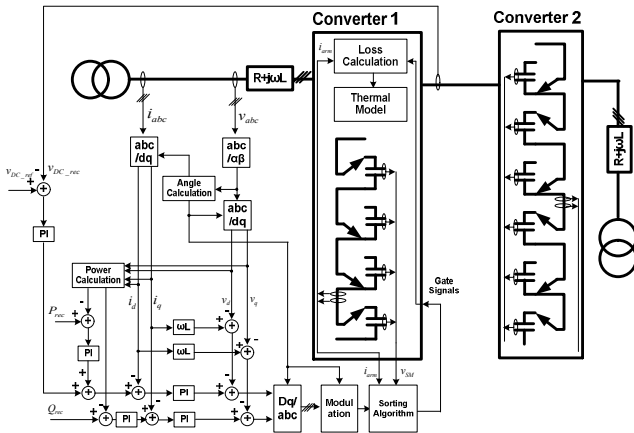 Converter 1
Converter 2
i_arm
Loss
Calculation
Thermal
Model
R+jωL
R+jωL
i_abc
v_abc
abc
/dq
abc
/αβ
Angle
Calculation
abc
/dq
v_DC_ref
v_DC_rec
PI
Power
Calculation
i_d
i_q
v_d
v_q
P_rec
PI
ωL
ωL
PI
Q_rec
PI
PI
Dq/
abc
Modul
ation
Sorting
Algorithm
i_arm
v_SM
Gate
Signals